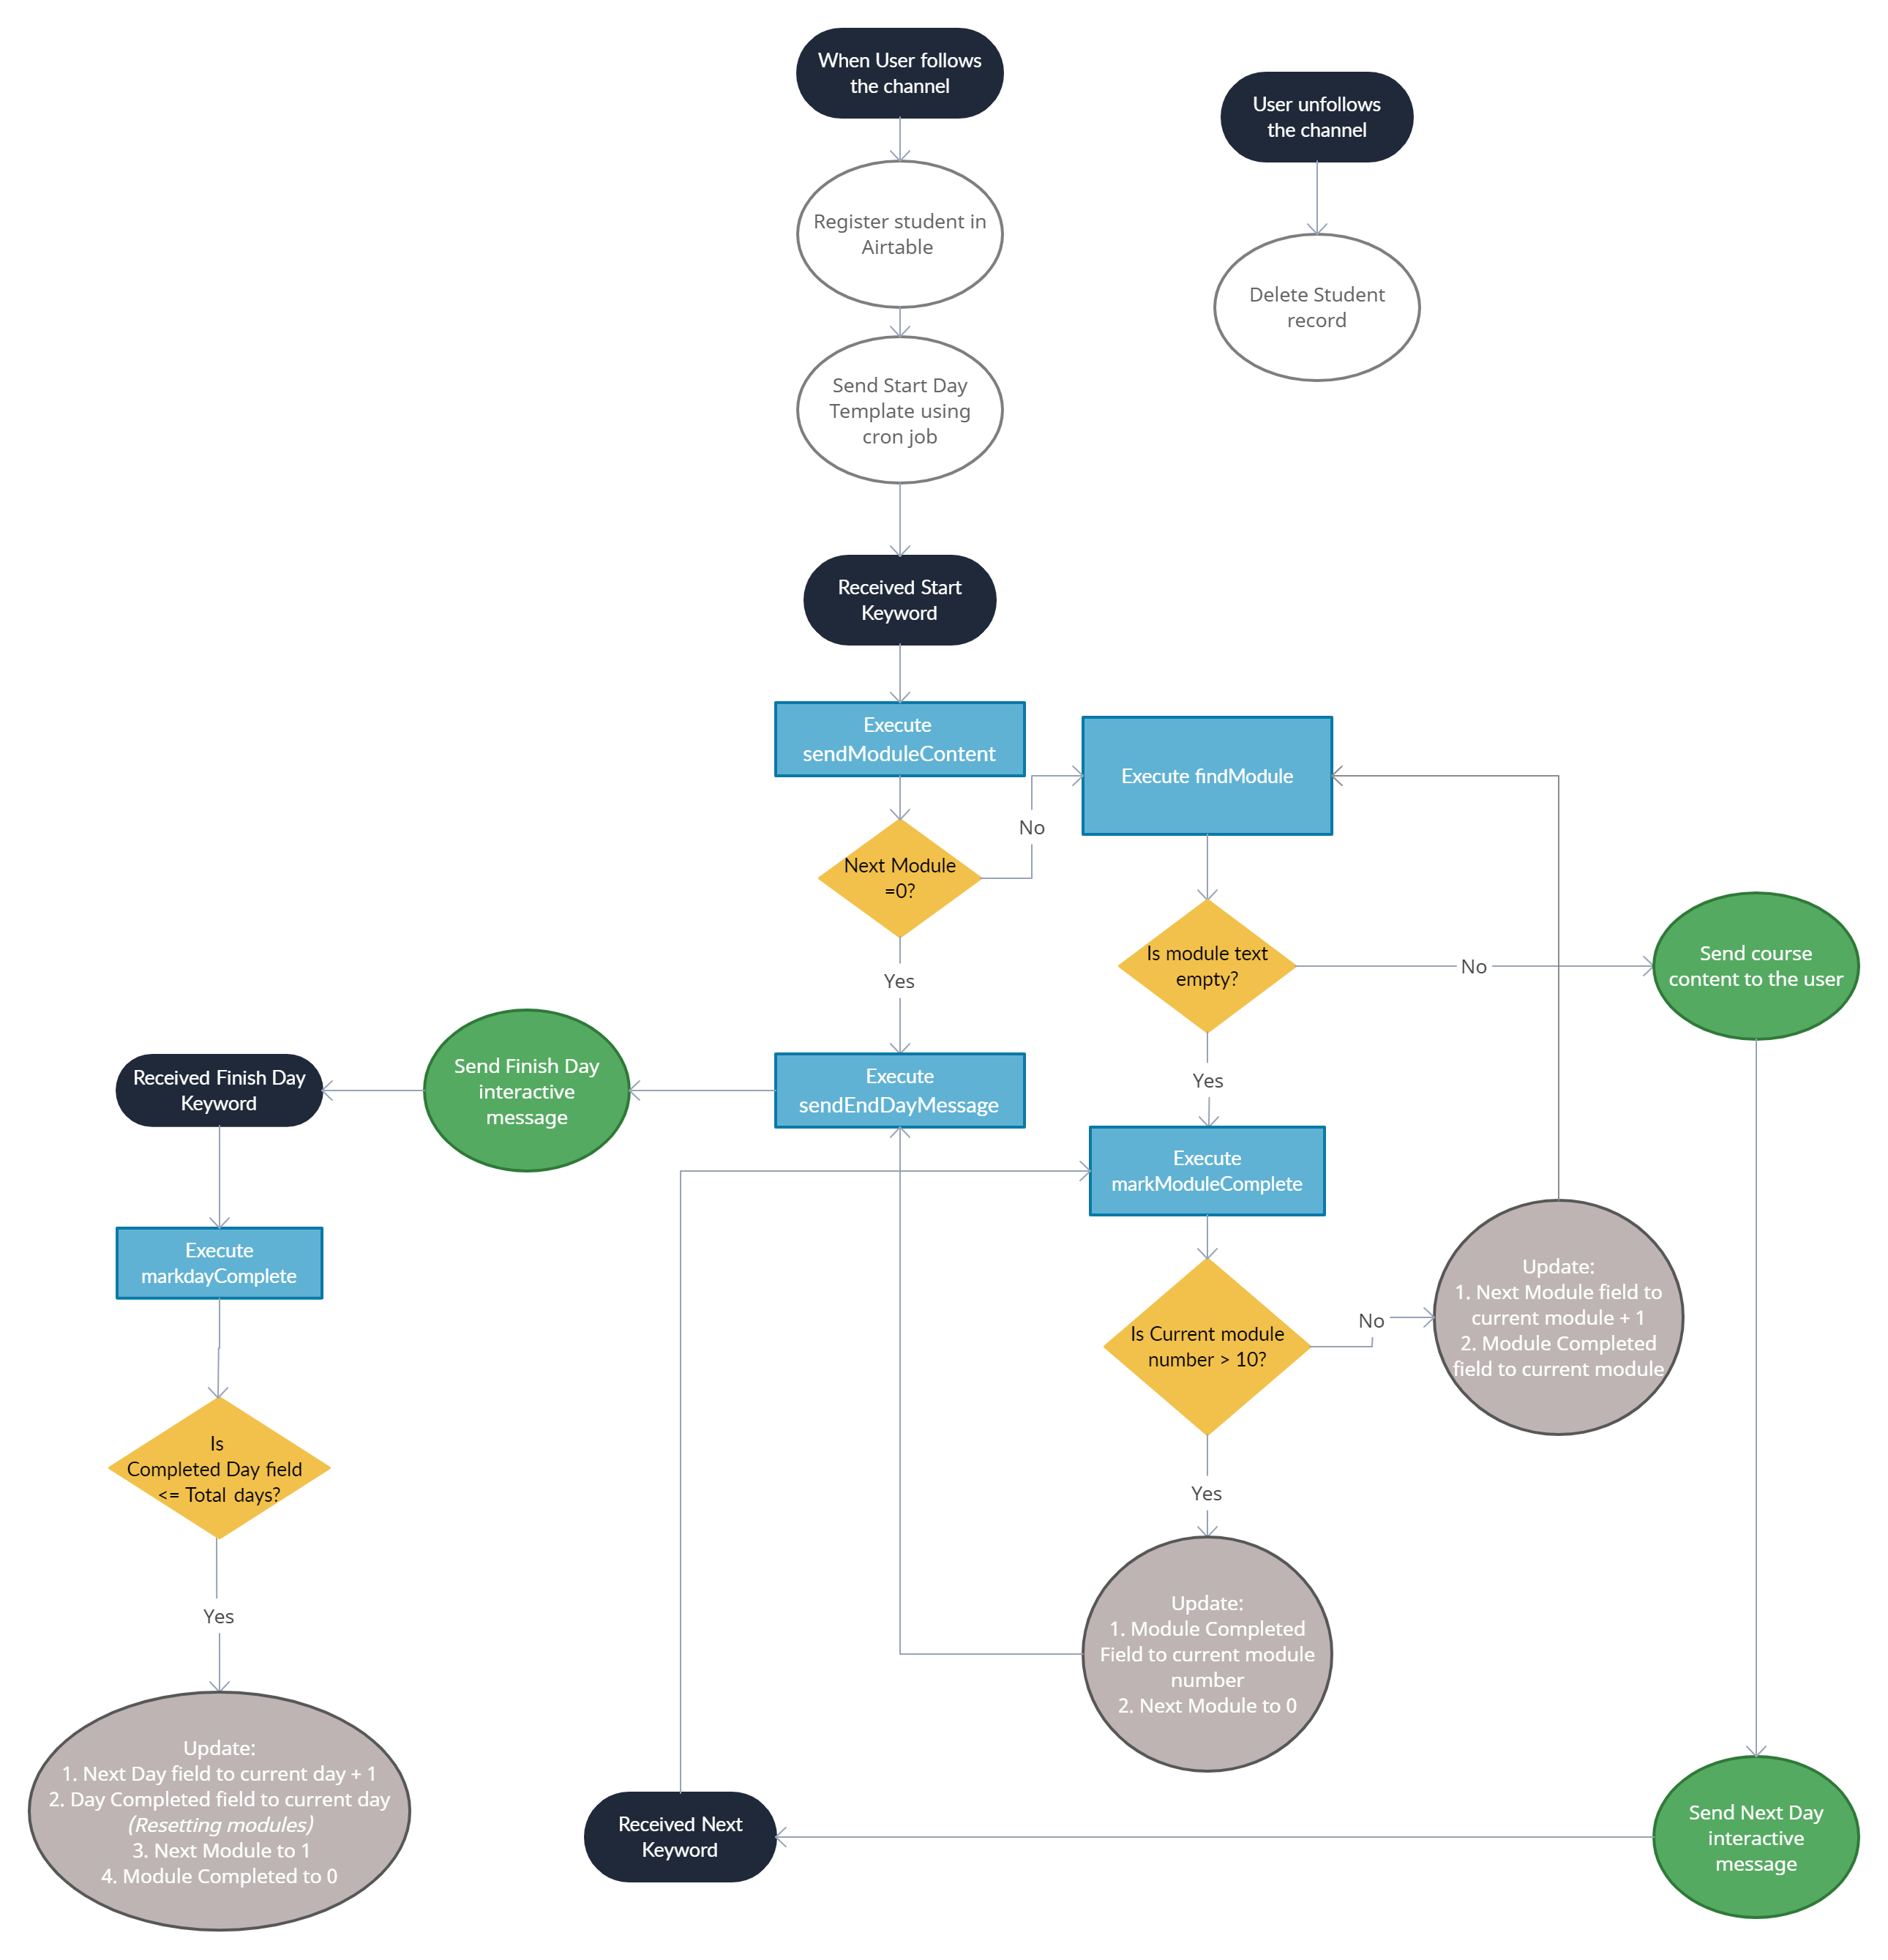 When User follows
the channel
User unfollows
the channel
Register student in
Airtable
Delete Student
record
Send Start Day
Template using
cron job
Received Start
Keyword
Execute
sendModuleContent
Execute findModule
No
Next Module
=0?
Is module text
empty?
No
Send course
content to the user
Yes
Yes
Execute
sendEndDayMessage
Send Finish Day
interactive
message
Received Finish Day
Keyword
Execute
markModuleComplete
Execute
markdayComplete
Is Current module
number > 10?
No
Update:
1. Next Module field to
current module + 1
2. Module Completed
field to current module
Is
Completed Day field
<= Total days?
Yes
Yes
Update:
1. Module Completed
Field to current module
number
2. Next Module to 0
Update:
1. Next Day field to current day + 1
2. Day Completed field to current day
(Resetting modules)
3. Next Module to 1
4. Module Completed to 0
Received Next
Keyword
Send Next Day
interactive
message